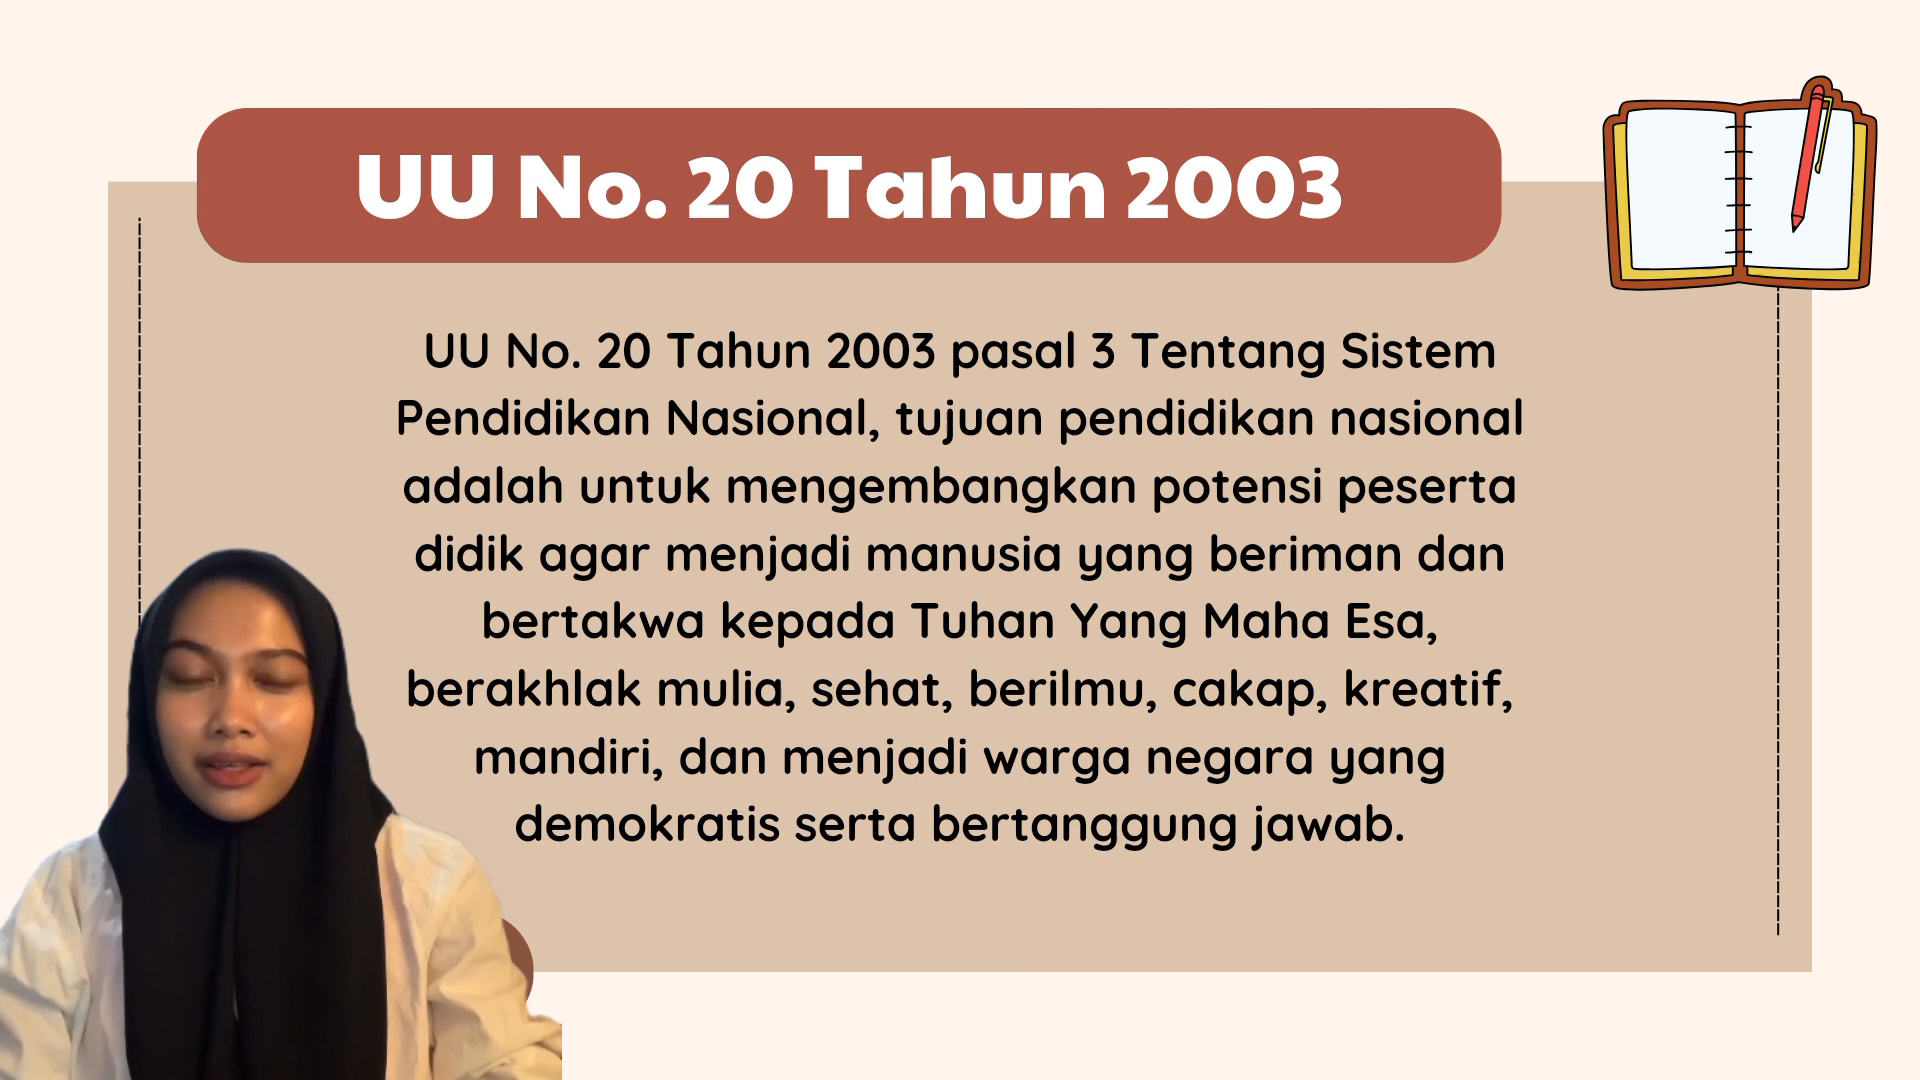 UU No. 20 Tahun 2003
UU No. 20 Tahun 2003 pasal 3 Tentang Sistem
Pendidikan Nasional, tujuan pendidikan nasional
adalah untuk mengembangkan potensi peserta
didik agar menjadi manusia yang beriman dan
bertakwa kepada Tuhan Yang Maha Esa,
berakhlak mulia, sehat, berilmu, cakap, kreatif,
mandiri, dan menjadi warga negara yang
demokratis serta bertanggung jawab.